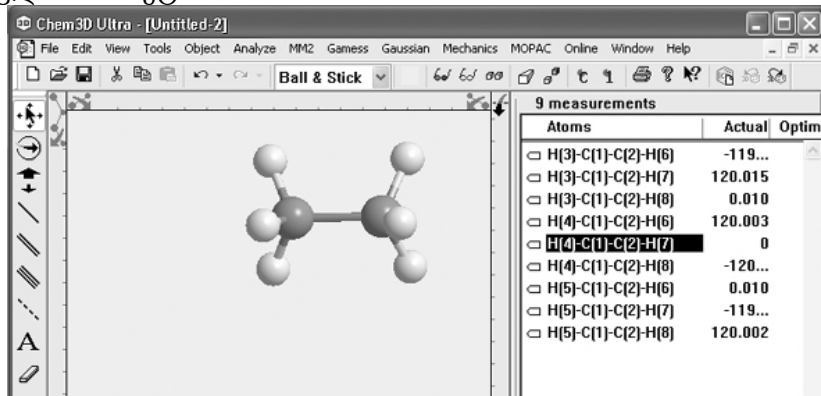 Chem3D Ultra - [Untitled-2]
File Edit View Tools Object Analyze MM2 Gamess Gaussian Mechanics MOPAC Online Window Help
Ball & Stick
9 measurements
Atoms Actual Optim
H(3)-C(1)-C(2)-H(6) -119...
H(3)-C(1)-C(2)-H(7) 120.015
H(3)-C(1)-C(2)-H(8) 0.010
H(4)-C(1)-C(2)-H(6) 120.003
H(4)-C(1)-C(2)-H(7) 0
H(4)-C(1)-C(2)-H(8) -120...
H(5)-C(1)-C(2)-H(6) 0.010
H(5)-C(1)-C(2)-H(7) -119...
H(5)-C(1)-C(2)-H(8) 120.002
A